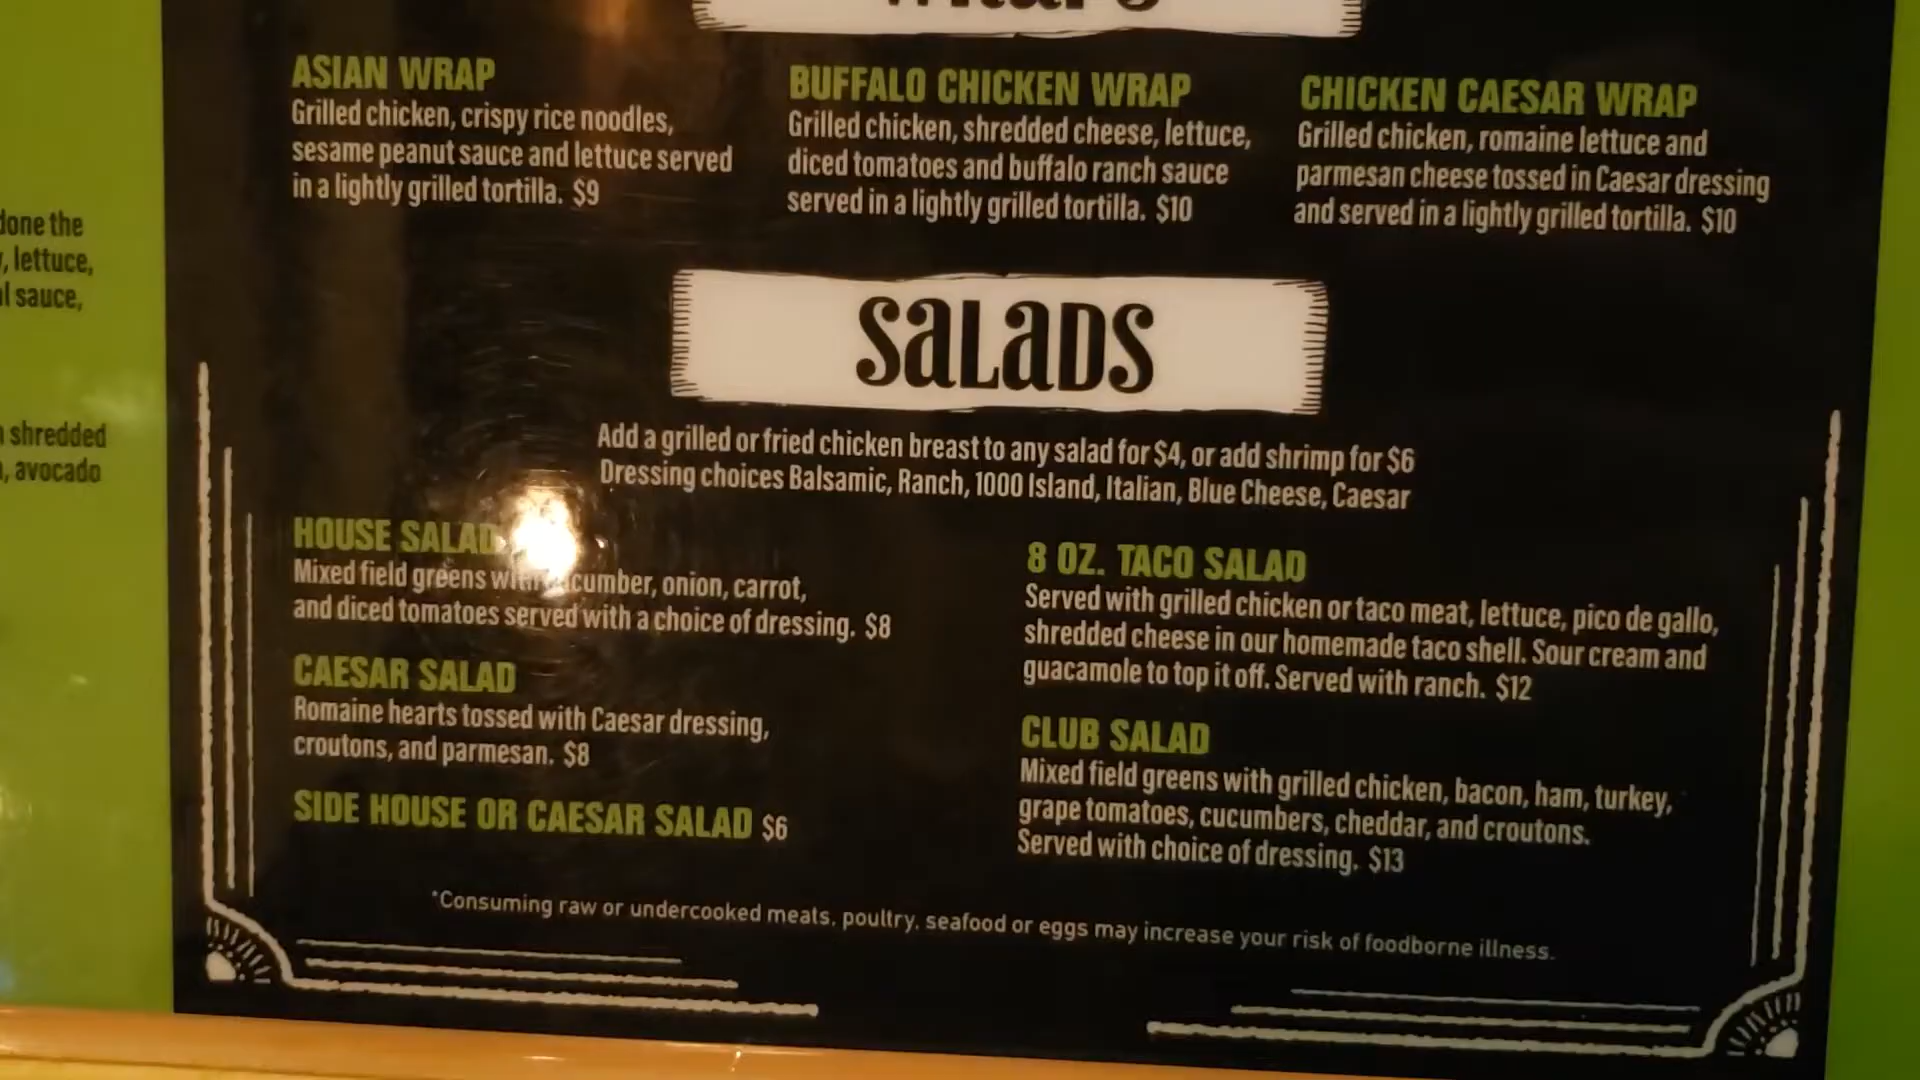 ASIAN WRAP
Grilled chicken, crispy rice noodles,
sesame peanut sauce and lettuce served
in a lightly grilled tortilla. $9
BUFFALO CHICKEN WRAP
Grilled chicken, shredded cheese, lettuce,
diced tomatoes and buffalo ranch sauce
served in a lightly grilled tortilla. $10
CHICKEN CAESAR WRAP
Grilled chicken, romaine lettuce and
parmesan cheese tossed in Caesar dressing
and served in a lightly grilled tortilla. $10
done the
lettuce,
sauce,
shredded
avocado
SALADS
Add a grilled or fried chicken breast to any salad for $4, or add shrimp for $6
Dressing choices Balsamic, Ranch, 1000 Island, Italian, Blue Cheese, Caesar
HOUSE SALAD
Mixed field greens with cucumber, onion, carrot,
and diced tomatoes served with a choice of dressing. $8
CAESAR SALAD
Romaine hearts tossed with Caesar dressing,
croutons, and parmesan. $8
SIDE HOUSE OR CAESAR SALAD $6
8 OZ. TACO SALAD
Served with grilled chicken or taco meat, lettuce, pico de gallo,
shredded cheese in our homemade taco shell. Sour cream and
guacamole to top it off. Served with ranch. $12
CLUB SALAD
Mixed field greens with grilled chicken, bacon, ham, turkey,
grape tomatoes, cucumbers, cheddar, and croutons.
Served with choice of dressing. $13
*Consuming raw or undercooked meats, poultry, seafood or eggs may increase your risk of foodborne illness.